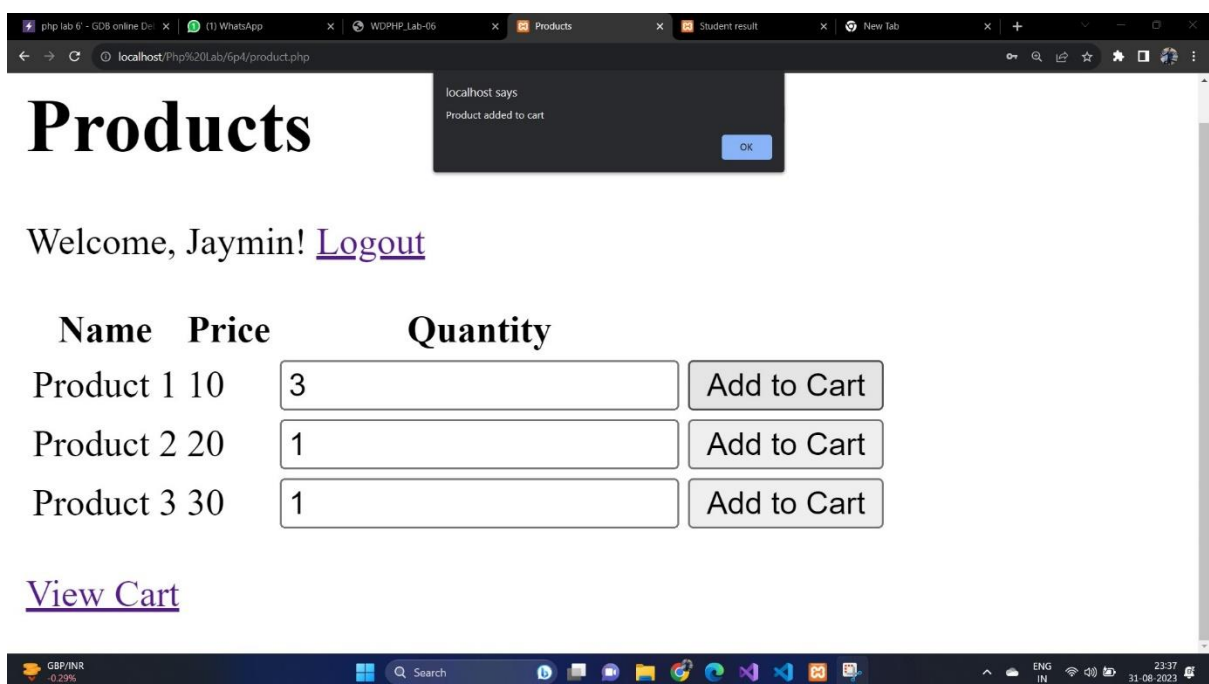 php lab 6' - GDB online De
(1) WhatsApp
WDPHP_Lab-06
Products
Student result
New Tab
localhost/Php%20Lab/6p4/product.php
localhost says
Product added to cart
OK
Products
Welcome, Jaymin! Logout
Name Price Quantity
Product 1 10 3 Add to Cart
Product 2 20 1 Add to Cart
Product 3 30 1 Add to Cart
View Cart
GBP/INR
-0.29%
Search
ENG
IN
23:37
31-08-2023